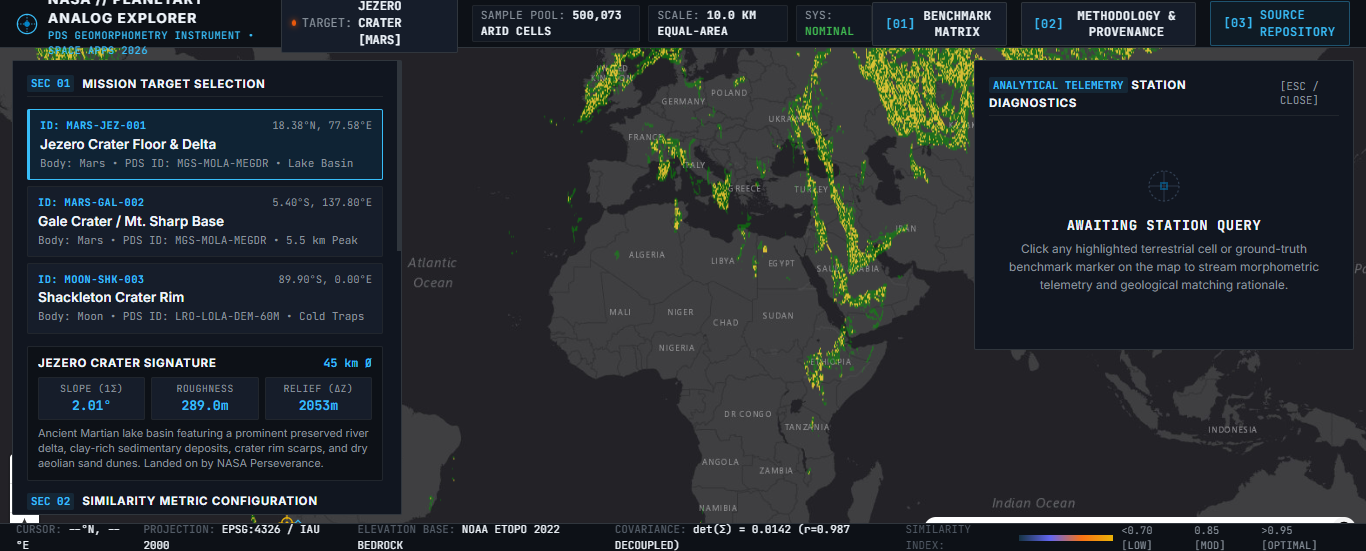 NASA // PLANETARY
ANALOG EXPLORER
PDS GEOMORPHOMETRY INSTRUMENT •
SPACE APPS 2026
TARGET: JEZERO
CRATER
[MARS]
SAMPLE POOL: 500,073
ARID CELLS
SCALE: 10.0 KM
EQUAL-AREA
SYS:
NOMINAL
[01] BENCHMARK
MATRIX
[02] METHODOLOGY &
PROVENANCE
[03] SOURCE
REPOSITORY
SEC 01 MISSION TARGET SELECTION
ID: MARS-JEZ-001 18.38°N, 77.58°E
Jezero Crater Floor & Delta
Body: Mars • PDS ID: MGS-MOLA-MEGDR • Lake Basin
ID: MARS-GAL-002 5.40°S, 137.80°E
Gale Crater / Mt. Sharp Base
Body: Mars • PDS ID: MGS-MOLA-MEGDR • 5.5 km Peak
ID: MOON-SHK-003 89.90°S, 0.00°E
Shackleton Crater Rim
Body: Moon • PDS ID: LRO-LOLA-DEM-60M • Cold Traps
JEZERO CRATER SIGNATURE 45 km Ø
SLOPE (1Σ)
2.01°
ROUGHNESS
289.0m
RELIEF (ΔZ)
2053m
Ancient Martian lake basin featuring a prominent preserved river
delta, clay-rich sedimentary deposits, crater rim scarps, and dry
aeolian sand dunes. Landed on by NASA Perseverance.
SEC 02 SIMILARITY METRIC CONFIGURATION
POLAND
GERMANY
FRANCE
GREECE
TURKEY
IRAN
ALGERIA
LIBYA
EGYPT
Atlantic
Ocean
MALI
NIGER
CHAD
SUDAN
NIGERIA
ETHIOPIA
DR CONGO
TANZANIA
ANGOLA
ZAMBIA
NAMIBIA
INDONESIA
Indian Ocean
ANALYTICAL TELEMETRY STATION
DIAGNOSTICS
[ESC /
CLOSE]
AWAITING STATION QUERY
Click any highlighted terrestrial cell or ground-truth
benchmark marker on the map to stream morphometric
telemetry and geological matching rationale.
CURSOR: --°N, --
°E
PROJECTION: EPSG:4326 / IAU
2000
ELEVATION BASE: NOAA ETOPO 2022
BEDROCK
COVARIANCE: det(Σ) = 0.0142 (r=0.987
DECOUPLED)
SIMILARITY
INDEX:
<0.70
[LOW]
0.85
[MOD]
>0.95
[OPTIMAL]